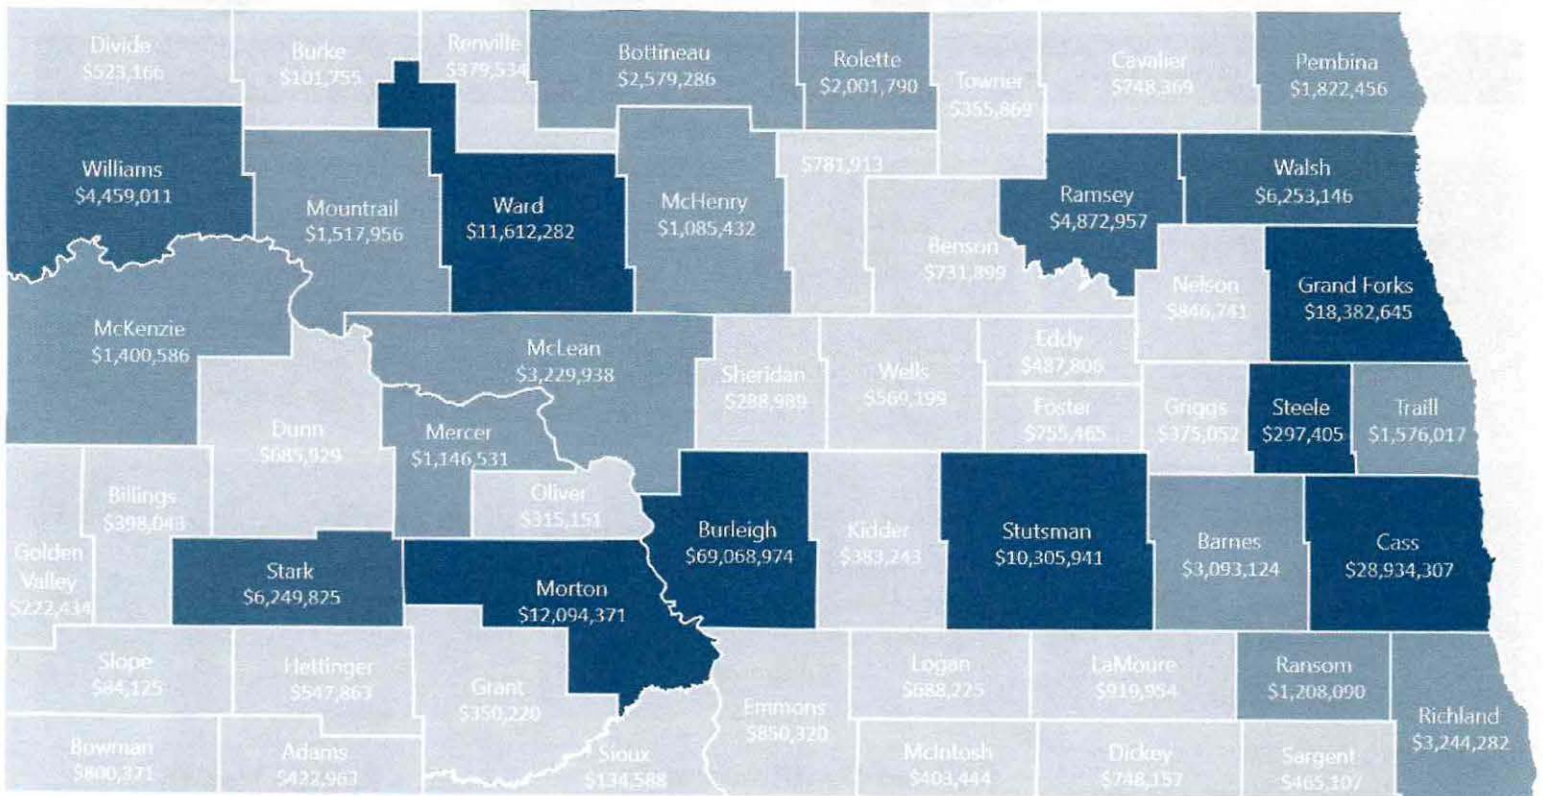 Divide
$523,166
Burke
$101,755
Renville
$379,534
Bottineau
$2,579,286
Rolette
$2,001,790
Towner
$355,869
Cavalier
$748,369
Pembina
$1,822,456
Williams
$4,459,011
Mountrail
$1,517,956
Ward
$11,612,282
McHenry
$1,085,432
$781,913
Benson
$731,899
Ramsey
$4,872,957
Walsh
$6,253,146
Nelson
$846,741
Grand Forks
$18,382,645
McKenzie
$1,400,586
Dunn
$685,929
McLean
$3,229,938
Mercer
$1,146,531
Oliver
$315,151
Sheridan
$288,989
Wells
$569,199
Eddy
$487,806
Foster
$755,465
Griggs
$375,052
Steele
$297,405
Traill
$1,576,017
Golden
Valley
$222,434
Billings
$398,043
Stark
$6,249,825
Morton
$12,094,371
Burleigh
$69,068,974
Kidder
$383,243
Stutsman
$10,305,941
Barnes
$3,093,124
Cass
$28,934,307
Slope
$84,125
Hettinger
$547,863
Grant
$350,220
Emmons
$850,320
Logan
$688,225
LaMoure
$919,954
Ransom
$1,208,090
Richland
$3,244,282
Bowman
$800,371
Adams
$422,963
Sioux
$134,588
McIntosh
$403,444
Dickey
$748,157
Sargent
$465,107